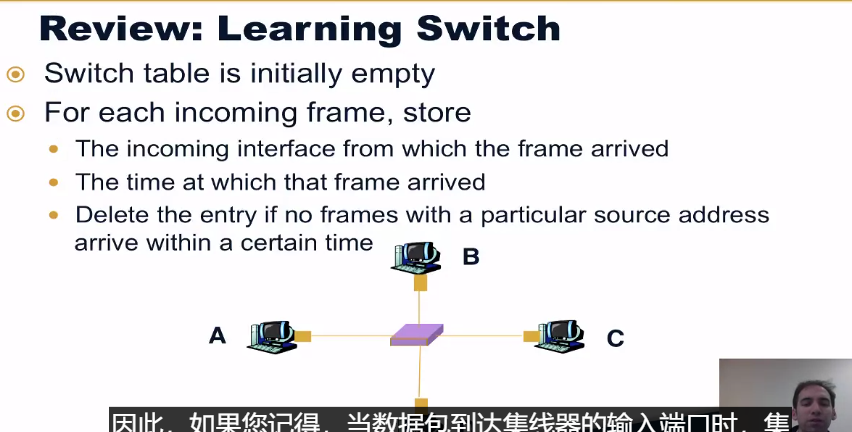 Review: Learning Switch
Switch table is initially empty
For each incoming frame, store
The incoming interface from which the frame arrived
The time at which that frame arrived
Delete the entry if no frames with a particular source address
arrive within a certain time
B
A
C
因此，如果您记得，当数据包到达集线器的输入端口时，集